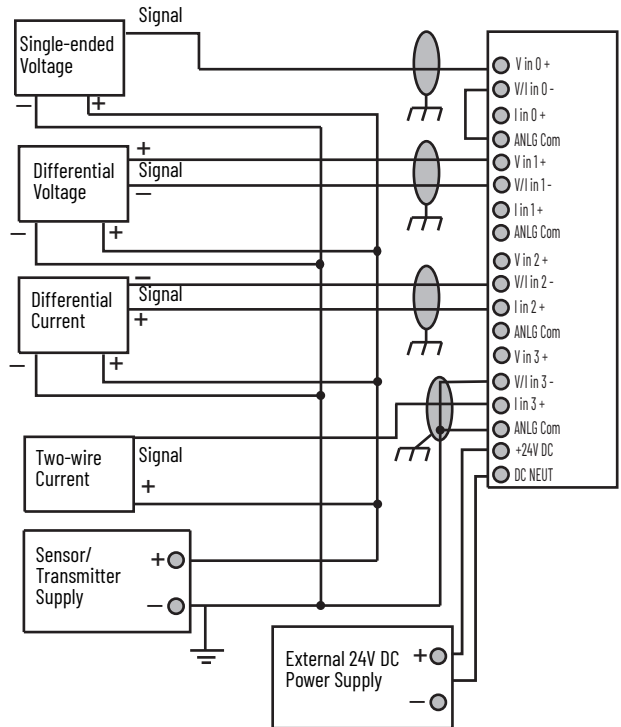 Signal
Single-ended
Voltage
— +
Differential
Voltage
+
Signal
—
— +
Differential
Current
—
Signal
+
— +
Two-wire
Current
Signal
+
Sensor/
Transmitter
Supply
+
—
External 24V DC
Power Supply
+
—
V in 0 +
V/I in 0 -
I in 0 +
ANLG Com
V in 1 +
V/I in 1 -
I in 1 +
ANLG Com
V in 2 +
V/I in 2 -
I in 2 +
ANLG Com
V in 3 +
V/I in 3 -
I in 3 +
ANLG Com
+24V DC
DC NEUT